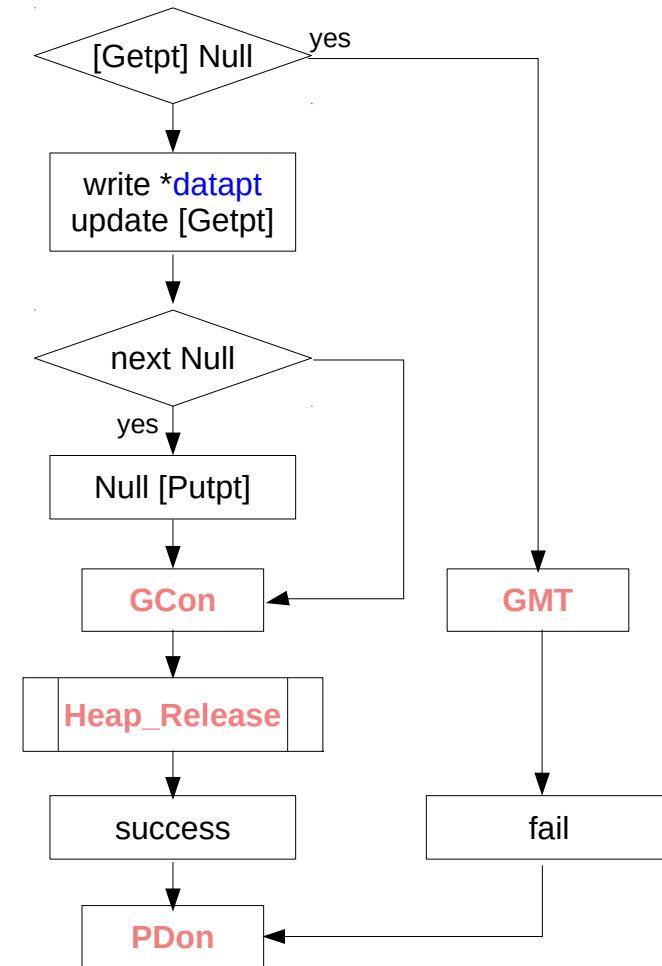 [Getpt] Null
yes
write *datapt
update [Getpt]
next Null
yes
Null [Putpt]
GCon
GMT
Heap_Release
success
fail
PDon